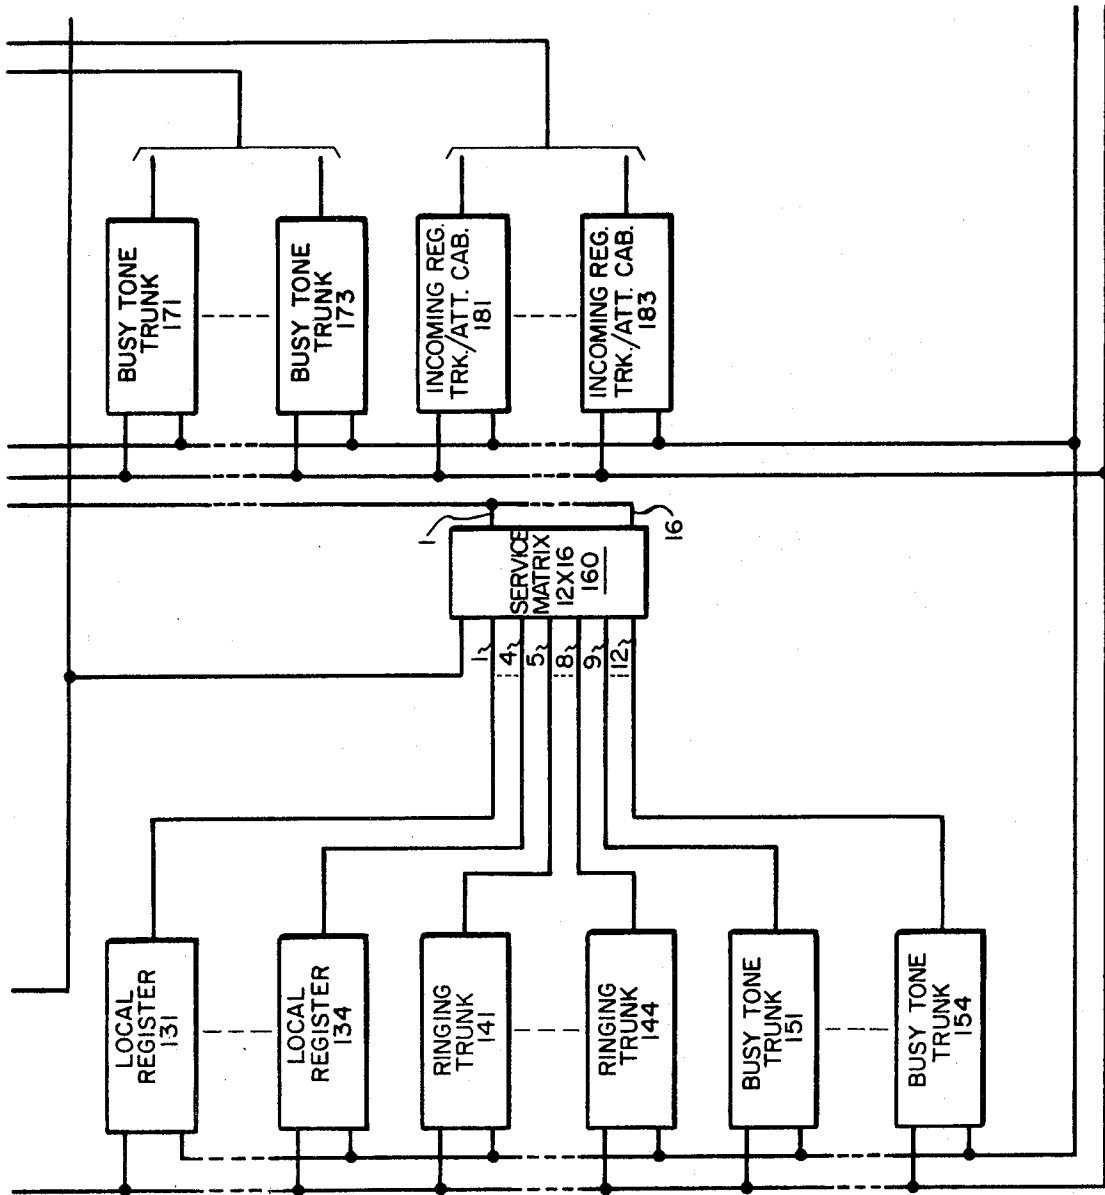 BUSY TONE
TRUNK
171
BUSY TONE
TRUNK
173
INCOMING REG.
TRK./ATT. CAB.
181
INCOMING REG.
TRK./ATT. CAB.
183
1
16
SERVICE
MATRIX
12X16
160
1
4
5
8
9
12
LOCAL
REGISTER
131
LOCAL
REGISTER
134
RINGING
TRUNK
141
RINGING
TRUNK
144
BUSY TONE
TRUNK
151
BUSY TONE
TRUNK
154